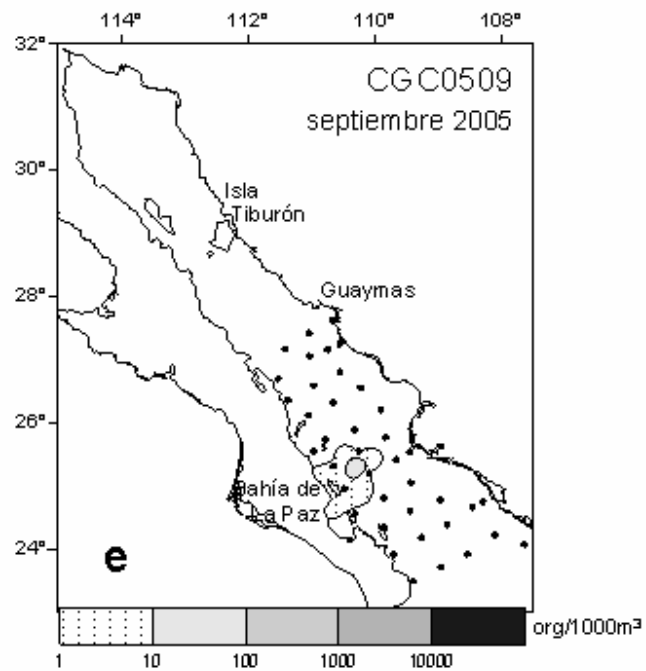 114° 112° 110° 108°
32°
CGC0509
septiembre 2005
30°
Isla
Tiburón
28°
Guaymas
26°
Bahía de
La Paz
24°
e
org/1000m³
1 10 100 1000 10000